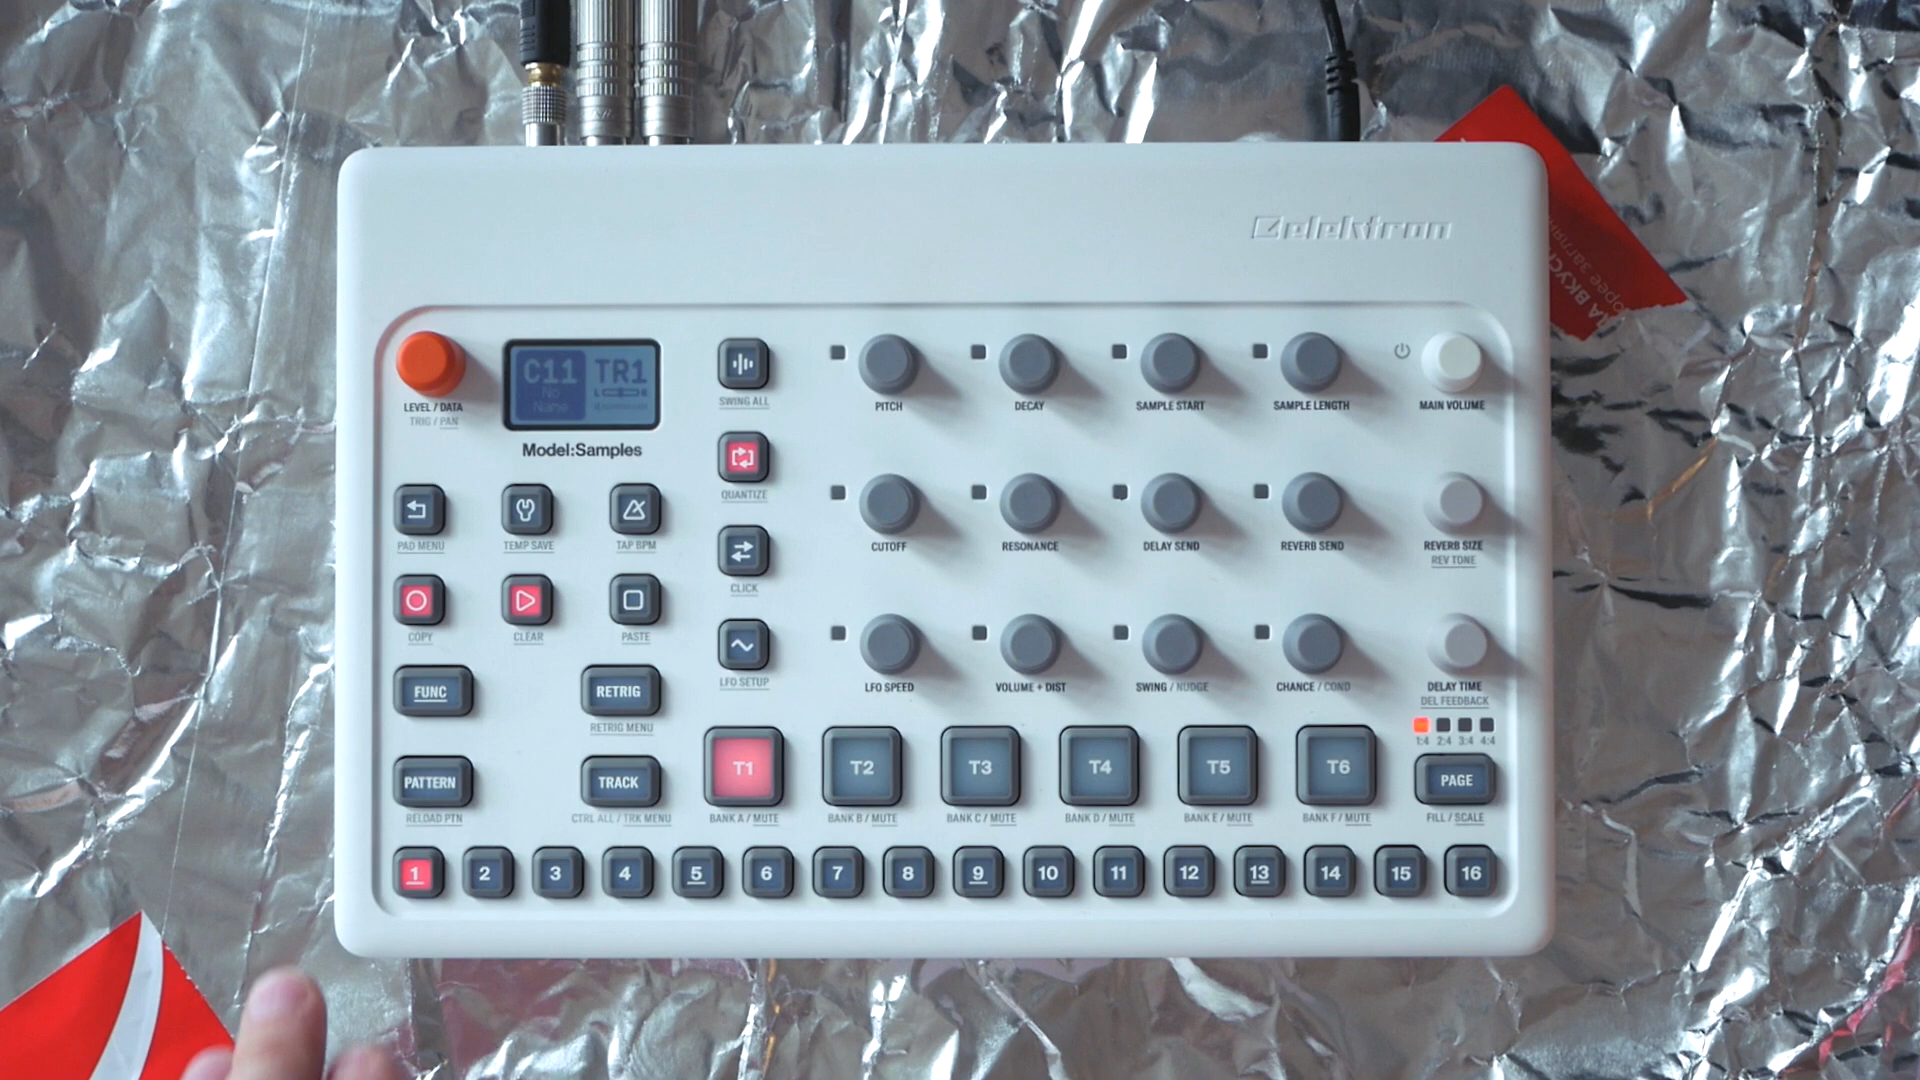 elektron
C11 TR1
No
Name
L R
LEVEL / DATA
TRIG / PAN
Model:Samples
SWING ALL
PITCH
DECAY
SAMPLE START
SAMPLE LENGTH
MAIN VOLUME
QUANTIZE
PAD MENU
TEMP SAVE
TAP BPM
CUTOFF
RESONANCE
DELAY SEND
REVERB SEND
REVERB SIZE
REV TONE
CLICK
COPY
CLEAR
PASTE
LFO SETUP
LFO SPEED
VOLUME + DIST
SWING / NUDGE
CHANCE / COND
DELAY TIME
DEL FEEDBACK
FUNC
RETRIG
RETRIG MENU
1:4 2:4 3:4 4:4
PATTERN
TRACK
T1
T2
T3
T4
T5
T6
PAGE
RELOAD PTN
CTRL ALL / TRK MENU
BANK A / MUTE
BANK B / MUTE
BANK C / MUTE
BANK D / MUTE
BANK E / MUTE
BANK F / MUTE
FILL / SCALE
1 2 3 4 5 6 7 8 9 10 11 12 13 14 15 16